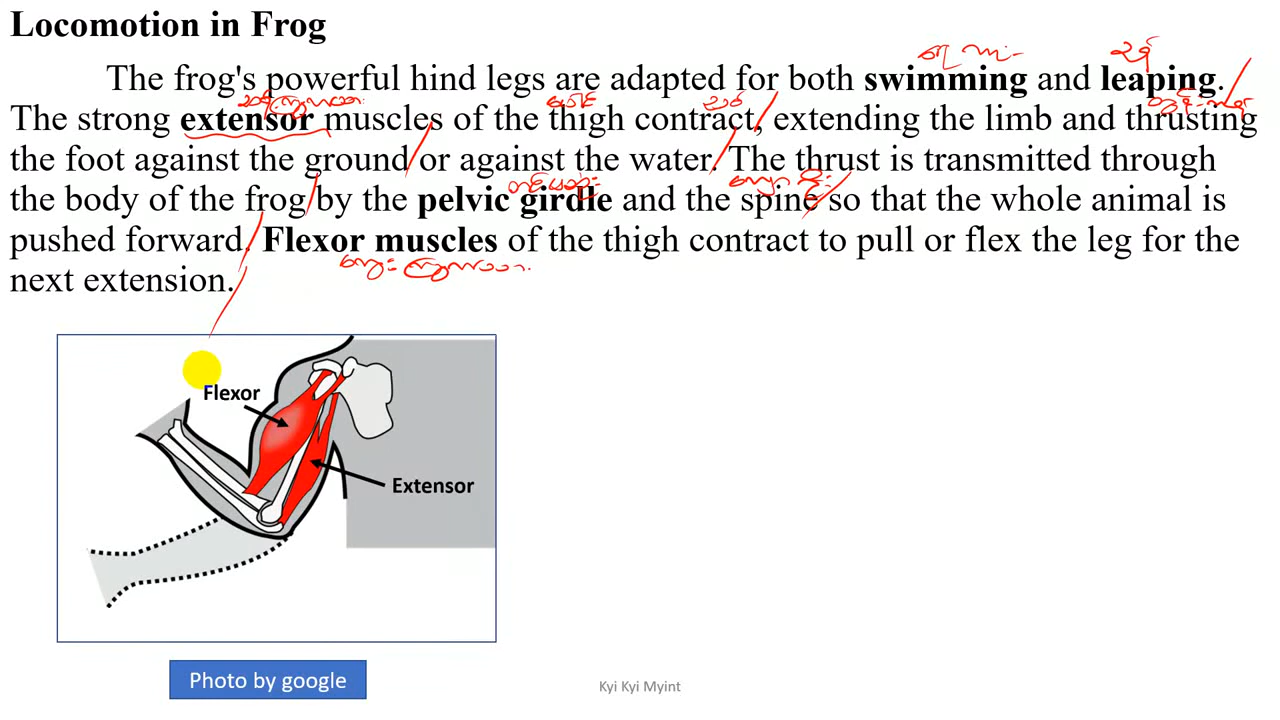 Locomotion in Frog
ရေကူး
ခုန်
The frog's powerful hind legs are adapted for both swimming and leaping.
The strong extensor muscles of the thigh contract, extending the limb and thrusting
the foot against the ground or against the water. The thrust is transmitted through
the body of the frog by the pelvic girdle and the spine so that the whole animal is
pushed forward. Flexor muscles of the thigh contract to pull or flex the leg for the
next extension.
Flexor
Extensor
Photo by google
Kyi Kyi Myint